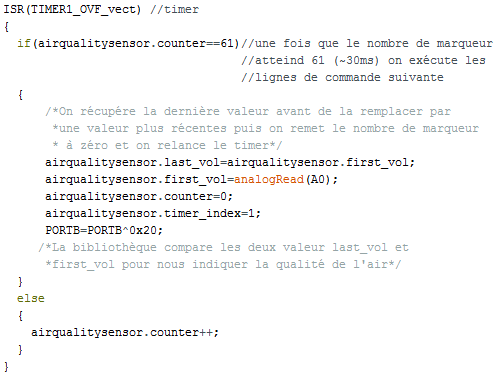 ISR(TIMER1_OVF_vect) //timer
{
if(airqualitysensor.counter==61)//une fois que le nombre de marqueur
//atteind 61 (~30ms) on exécute les
//lignes de commande suivante
{
/*On récupére la dernière valeur avant de la remplacer par
*une valeur plus récentes puis on remet le nombre de marqueur
* à zéro et on relance le timer*/
airqualitysensor.last_vol=airqualitysensor.first_vol;
airqualitysensor.first_vol=analogRead(A0);
airqualitysensor.counter=0;
airqualitysensor.timer_index=1;
PORTB=PORTB^0x20;
/*La bibliothèque compare les deux valeur last_vol et
*first_vol pour nous indiquer la qualité de l'air*/
}
else
{
airqualitysensor.counter++;
}
}